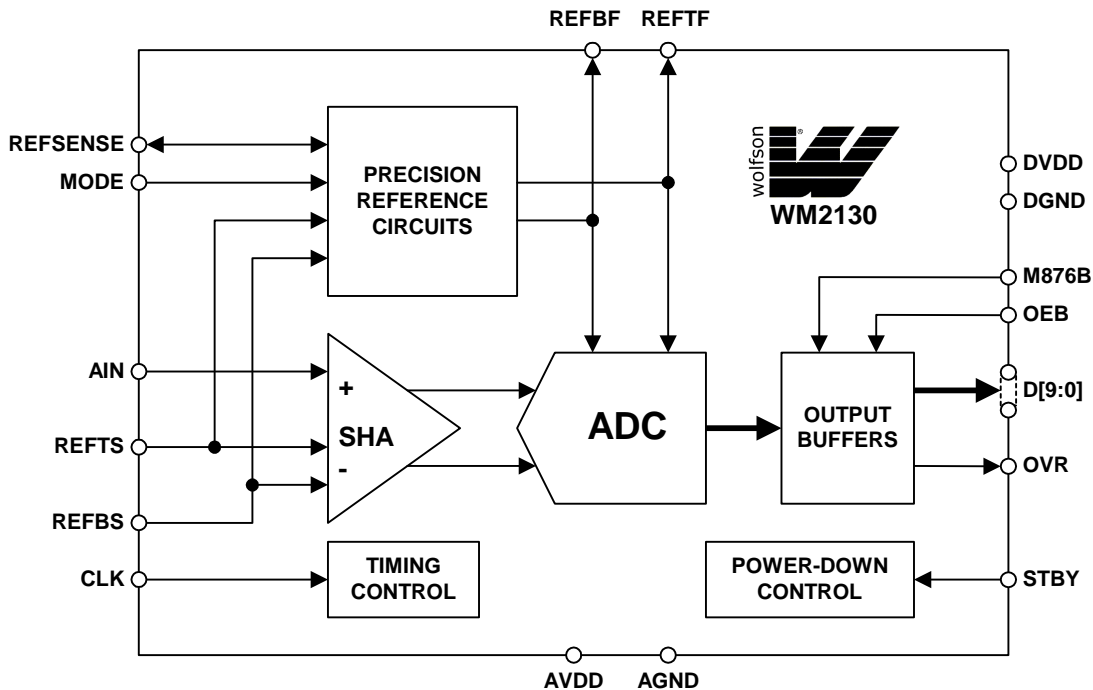 REFBF REFTF
REFSENSE
MODE
PRECISION
REFERENCE
CIRCUITS
wolfson
®
WM2130
DVDD
DGND
M876B
OEB
AIN
+
SHA
-
REFTS
REFBS
ADC
OUTPUT
BUFFERS
D[9:0]
OVR
CLK
TIMING
CONTROL
POWER-DOWN
CONTROL
STBY
AVDD AGND